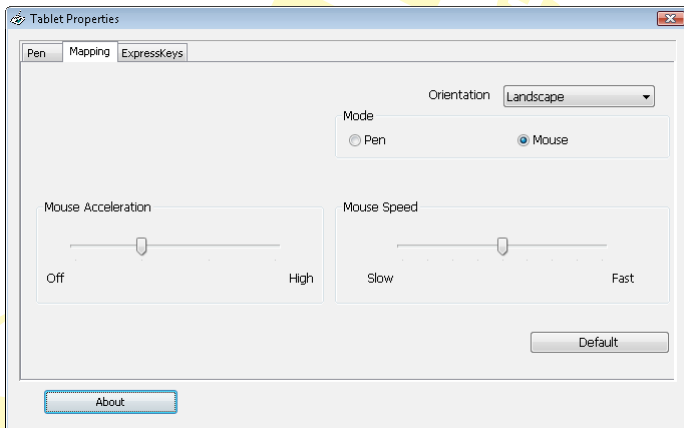 Tablet Properties
Pen Mapping ExpressKeys
Orientation Landscape
Mode
Pen Mouse
Mouse Acceleration
Off High
Mouse Speed
Slow Fast
Default
About